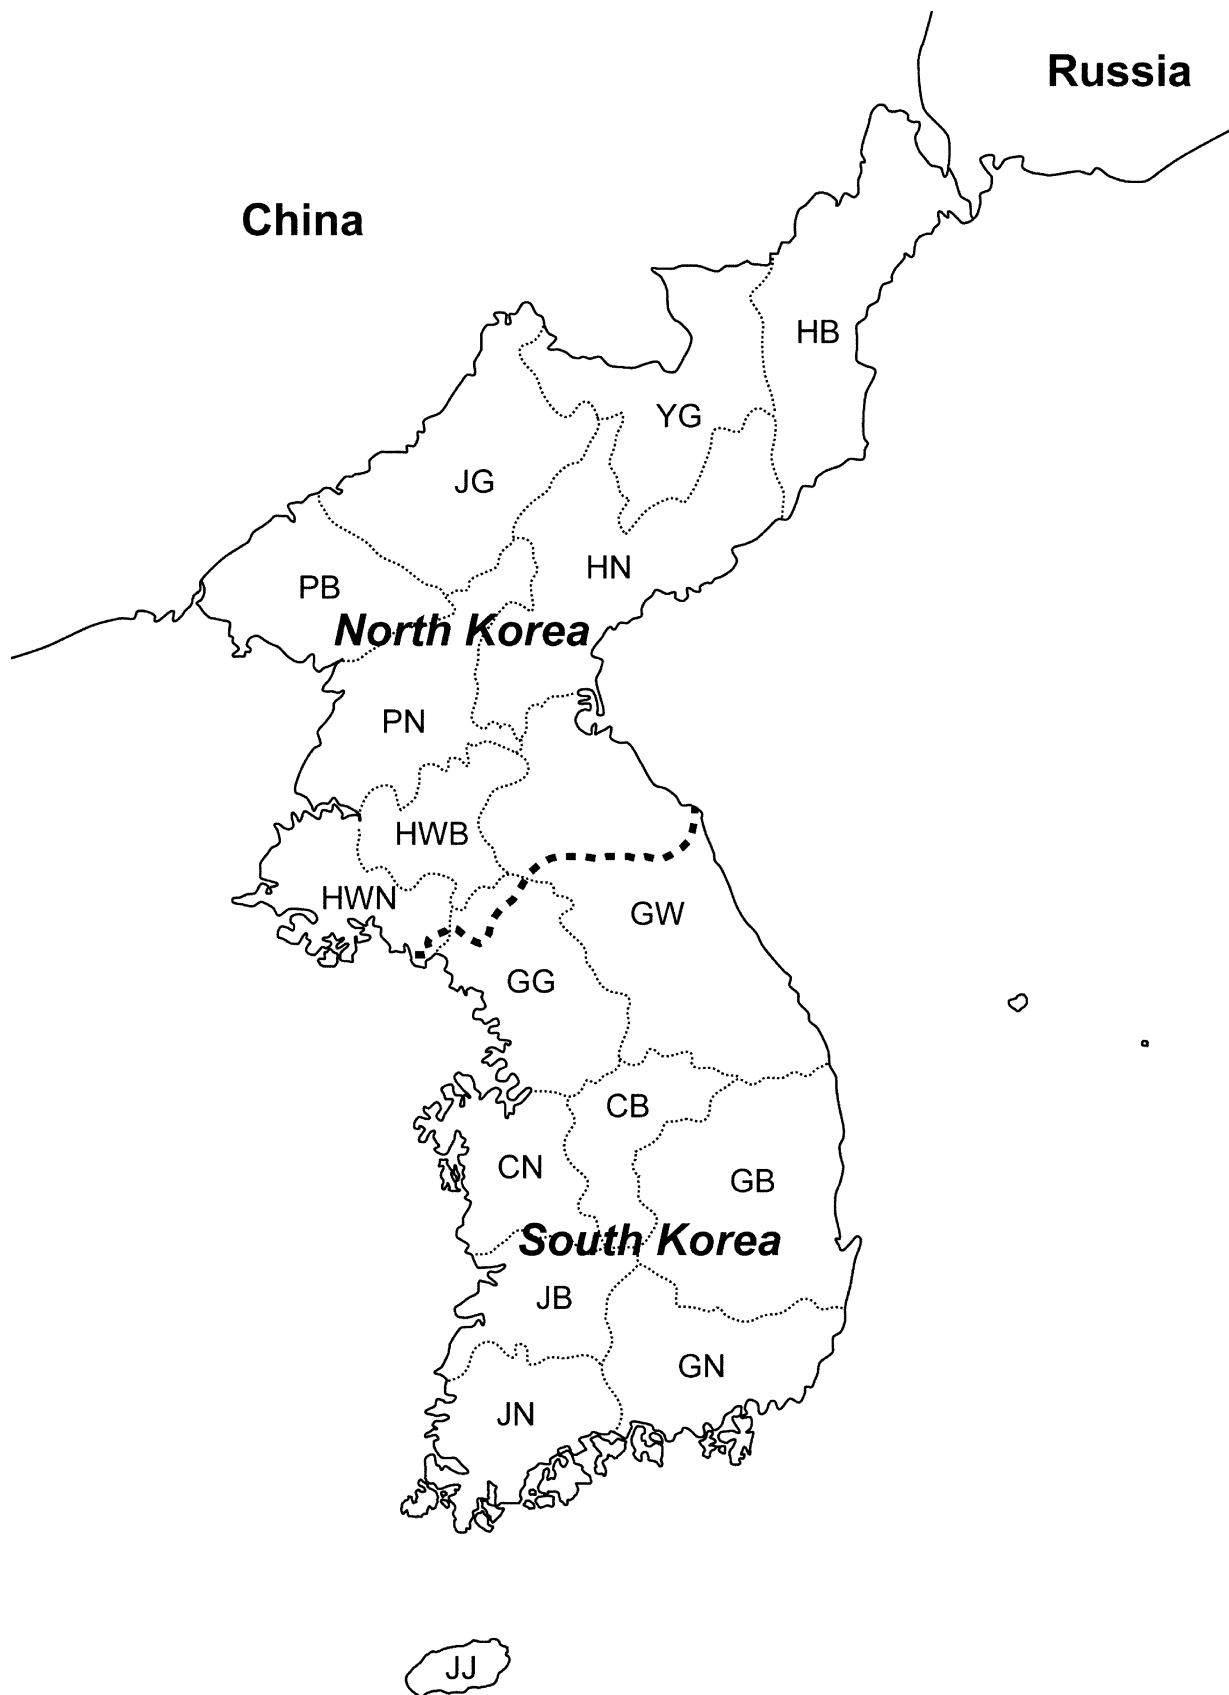 Russia
China
HB
YG
JG
HN
PB
North Korea
PN
HWB
HWN
GW
GG
CB
CN
GB
South Korea
JB
GN
JN
JJ